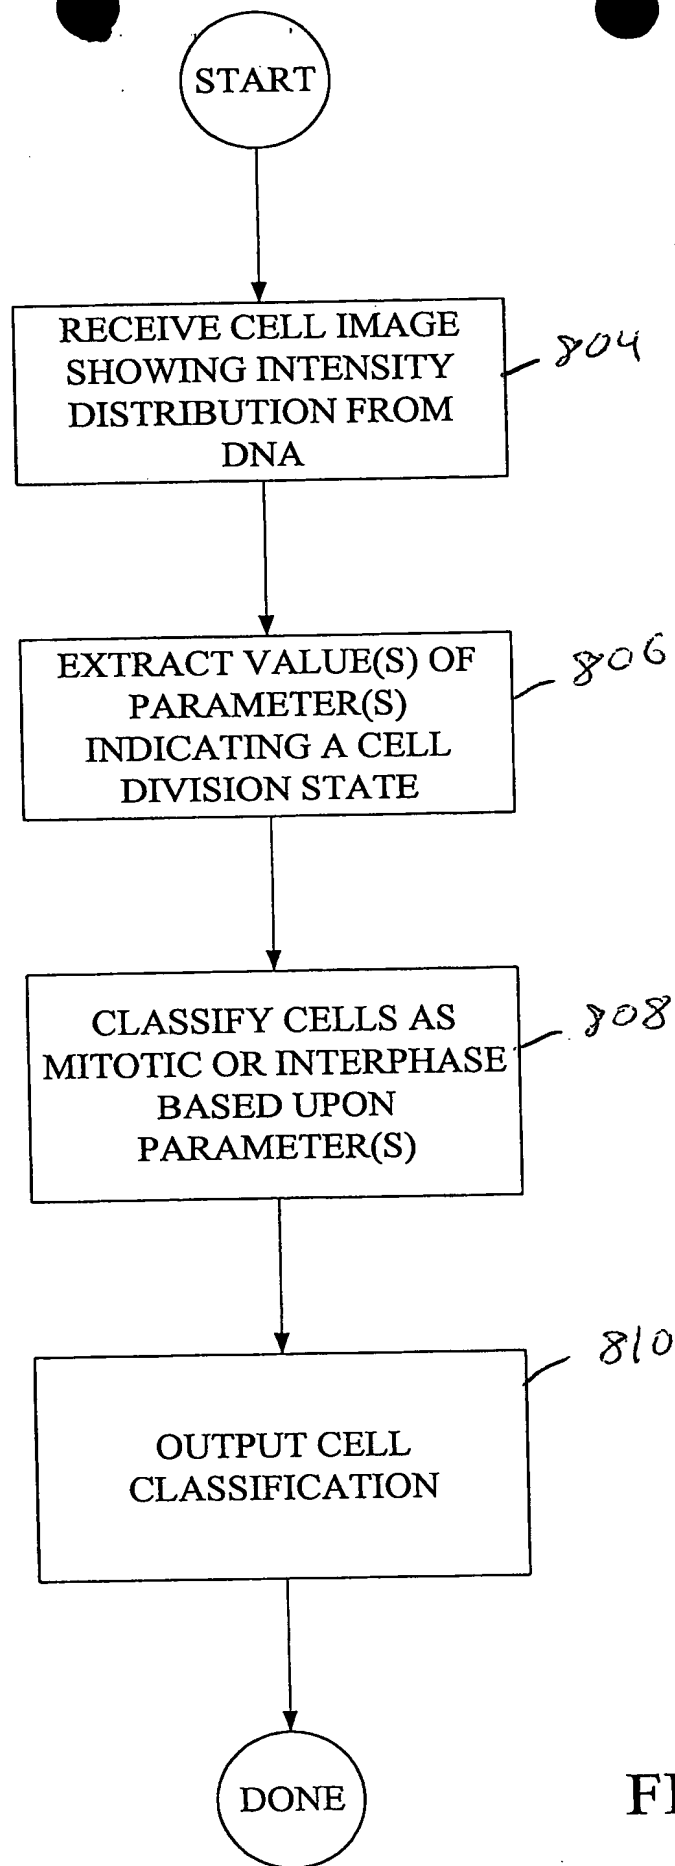 START
RECEIVE CELL IMAGE
SHOWING INTENSITY
DISTRIBUTION FROM
DNA
804
EXTRACT VALUE(S) OF
PARAMETER(S)
INDICATING A CELL
DIVISION STATE
806
CLASSIFY CELLS AS
MITOTIC OR INTERPHASE
BASED UPON
PARAMETER(S)
808
OUTPUT CELL
CLASSIFICATION
810
DONE